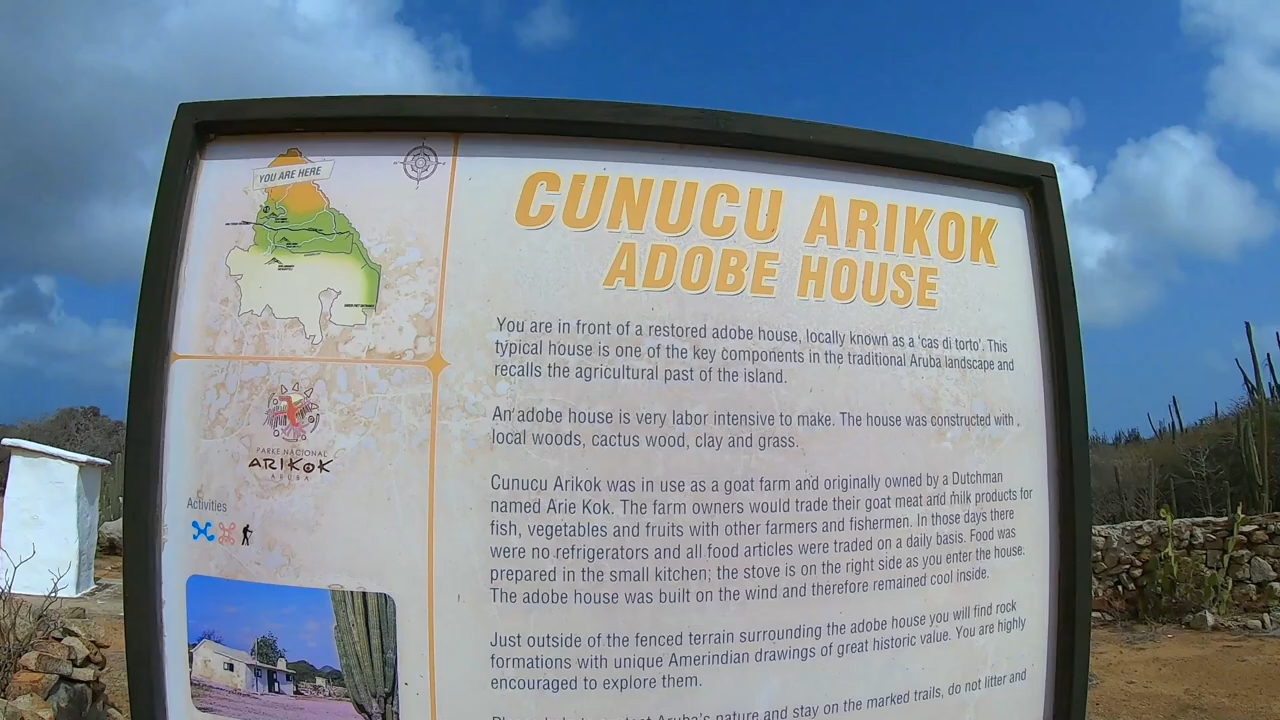 YOU ARE HERE
CUNUCU ARIKOK
ADOBE HOUSE
You are in front of a restored adobe house, locally known as a 'cas di torto'. This
typical house is one of the key components in the traditional Aruba landscape and
recalls the agricultural past of the island.
An adobe house is very labor intensive to make. The house was constructed with
local woods, cactus wood, clay and grass.
Cunucu Arikok was in use as a goat farm and originally owned by a Dutchman
named Arie Kok. The farm owners would trade their goat meat and milk products for
fish, vegetables and fruits with other farmers and fishermen. In those days there
were no refrigerators and all food articles were traded on a daily basis. Food was
prepared in the small kitchen; the stove is on the right side as you enter the house.
The adobe house was built on the wind and therefore remained cool inside.
Just outside of the fenced terrain surrounding the adobe house you will find rock
formations with unique Amerindian drawings of great historic value. You are highly
encouraged to explore them.
Aruba's nature and stay on the marked trails, do not litter and
PARKE NACIONAL
ARIKOK
ARUBA
Activities